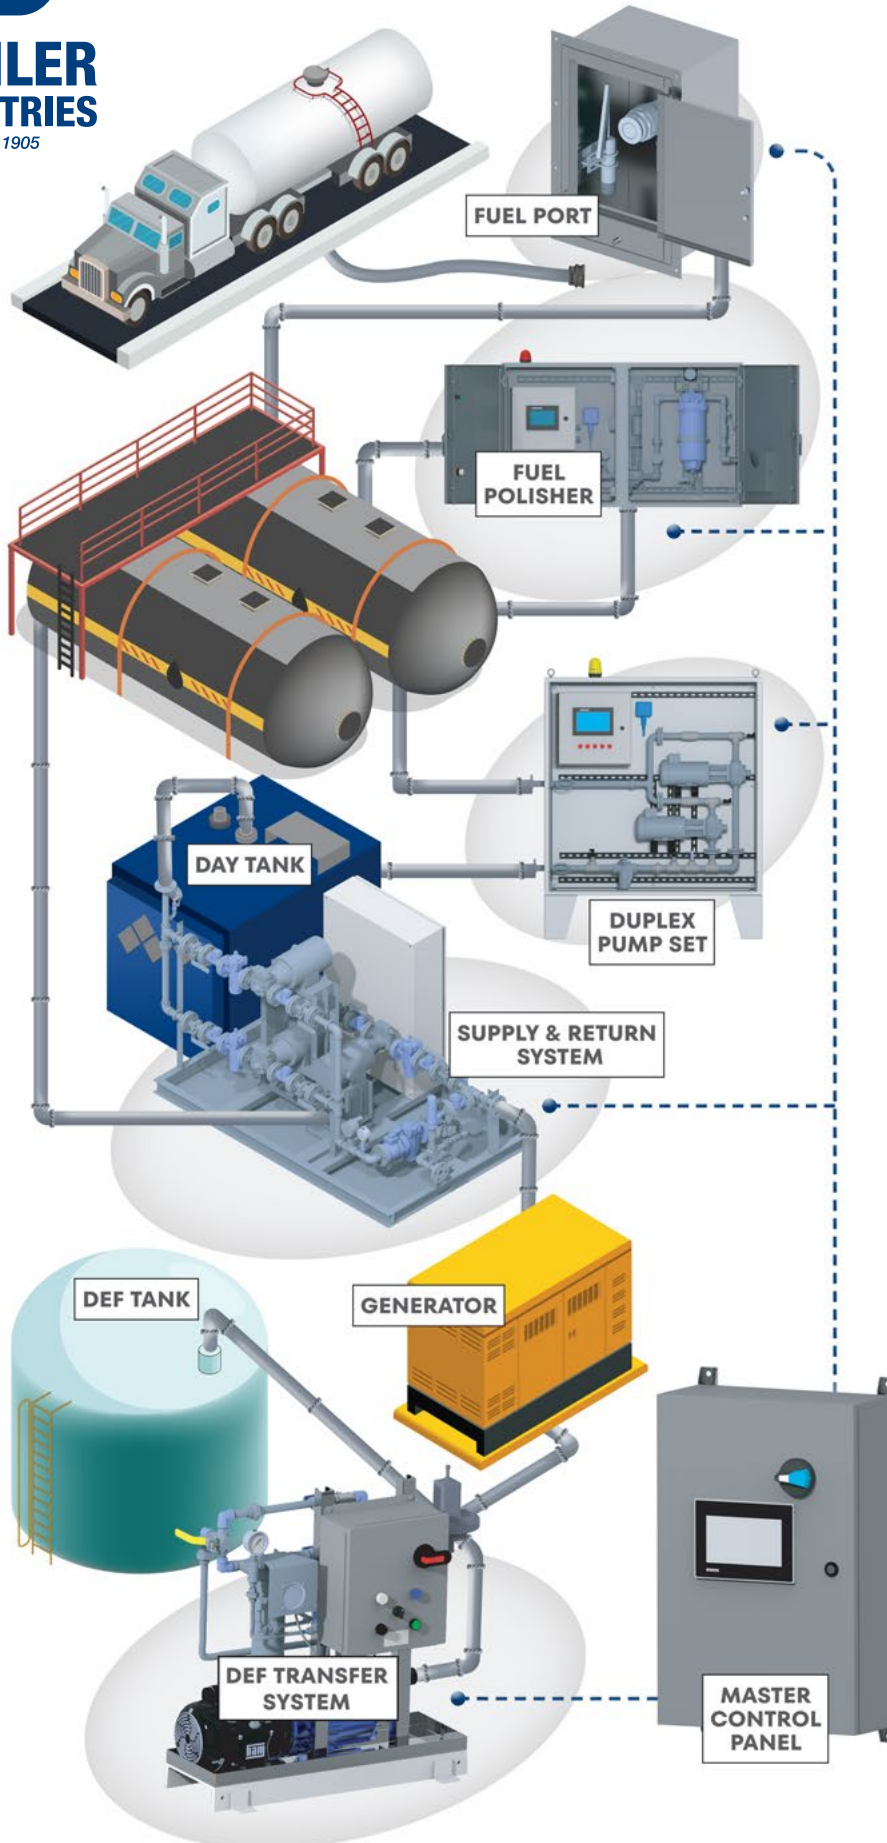 TRIES
1905
FUEL PORT
FUEL
POLISHER
DAY TANK
DUPLEX
PUMP SET
SUPPLY & RETURN
SYSTEM
DEF TANK
GENERATOR
DEF TRANSFER
SYSTEM
MASTER
CONTROL
PANEL